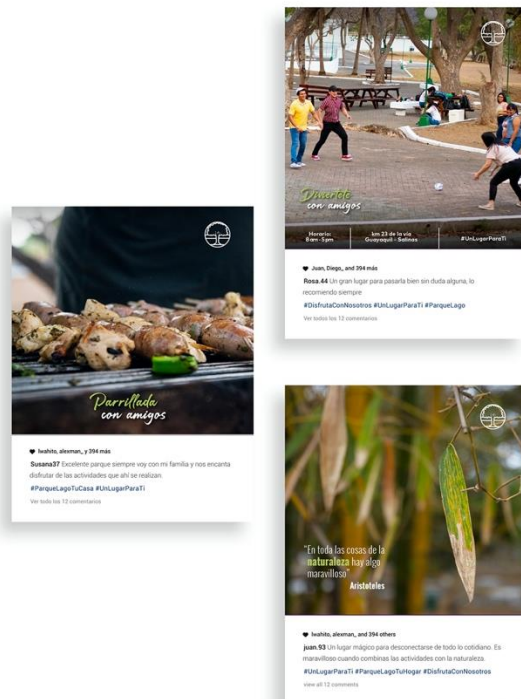 Parrillada
con amigos
lwahito, alexman,, y 394 más
Susana37 Excelente parque siempre voy con mi familia y nos encanta
disfrutar de las actividades que ahí se realizan.
#ParqueLagoTuCasa #UnLugarParaTi
Ver todo los 12 comentarios
Diviertete
con amigos
Horario:
8am-5pm
km 23 de la vía
Guayaquil - Salinas
#UnLugarParaTi
Juan, Diego,, and 394 más
Rosa.44 Un gran lugar para pasarla bien sin duda alguna, lo
recomiendo siempre
#DisfrutaConNosotros #UnLugarParaTi #ParqueLago
Ver todos los 12 comentarios
“En toda las cosas de la
naturaleza hay algo
maravilloso”
Aristoteles
lwahito, alexman,, and 394 others
juan.93 Un lugar mágico para desconectarse de todo lo cotidiano. Es
maravilloso cuando combinas las actividades con la naturaleza.
#UnLugarParaTi #ParqueLagoTuHogar #DisfrutaConNosotros
view all 12 comments